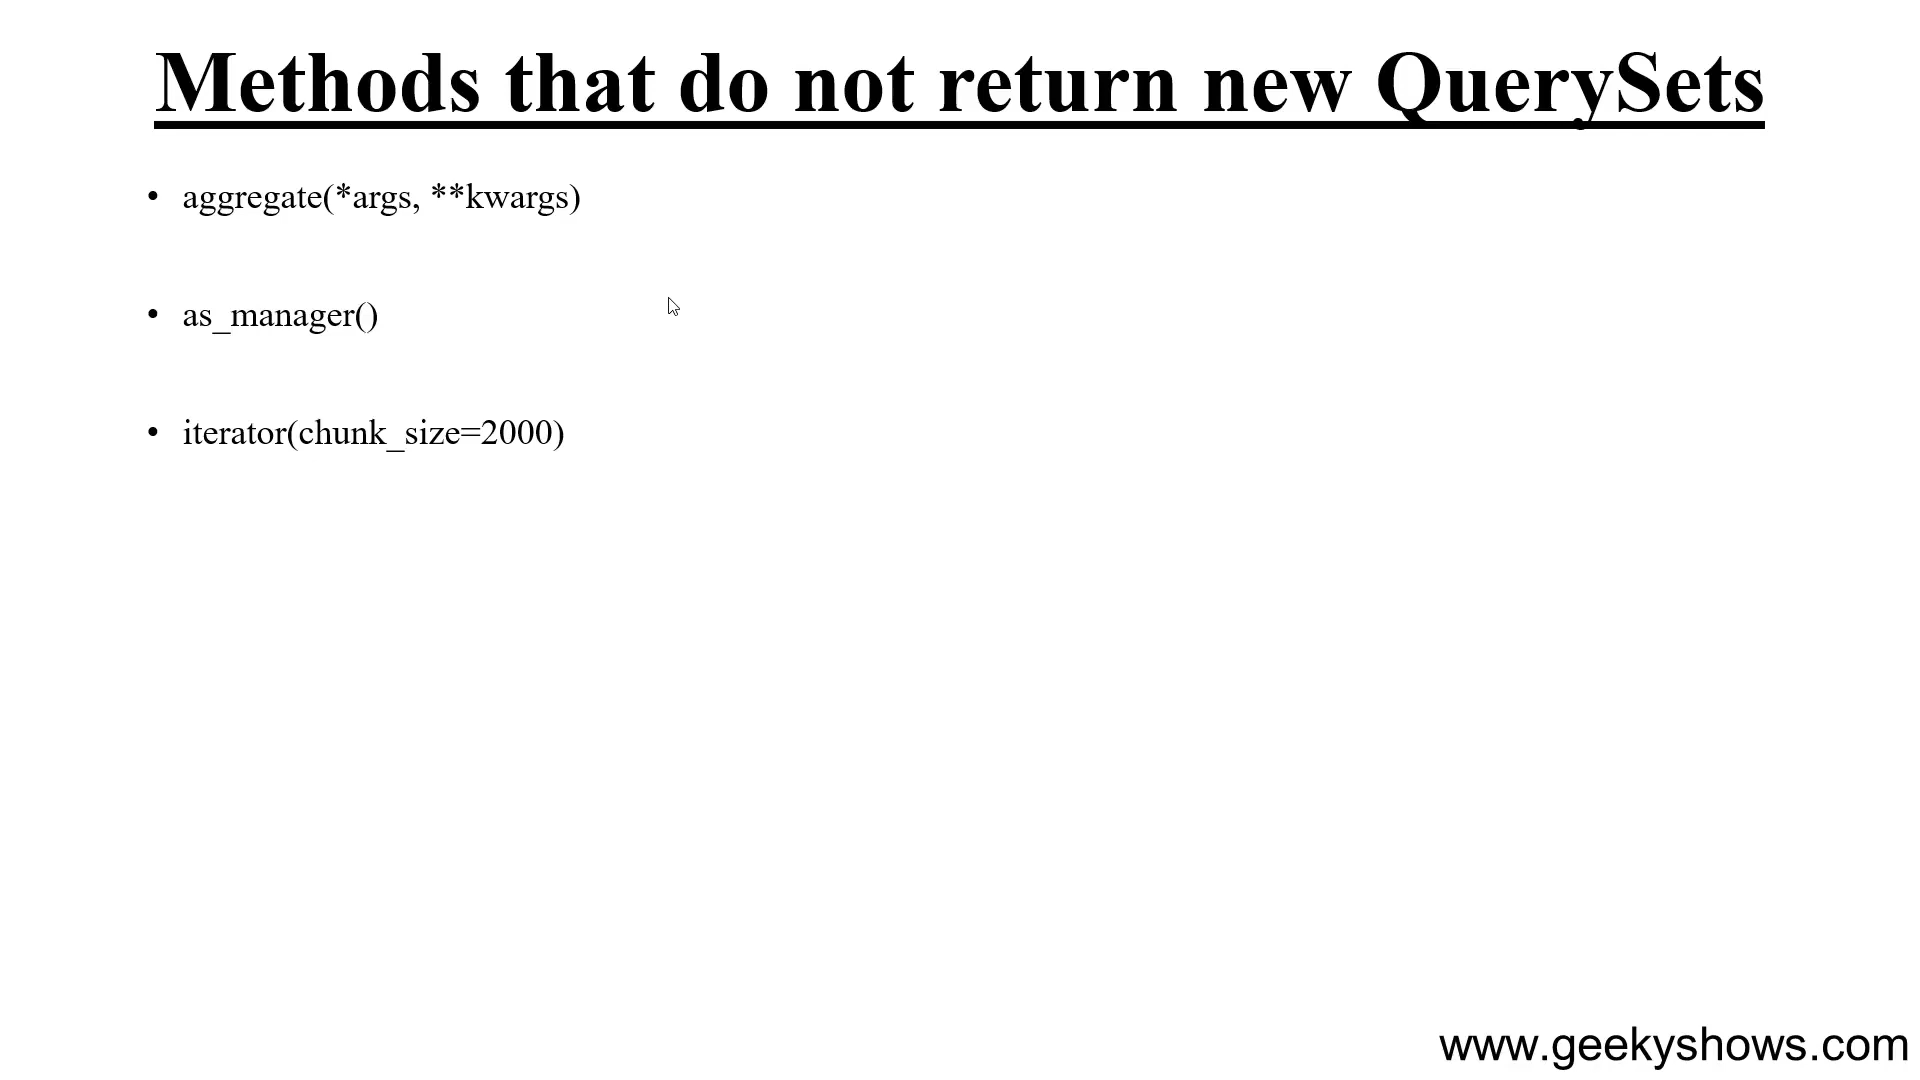 Methods that do not return new QuerySets
• aggregate(*args, **kwargs)
• as_manager()
• iterator(chunk_size=2000)
www.geekyshows.com